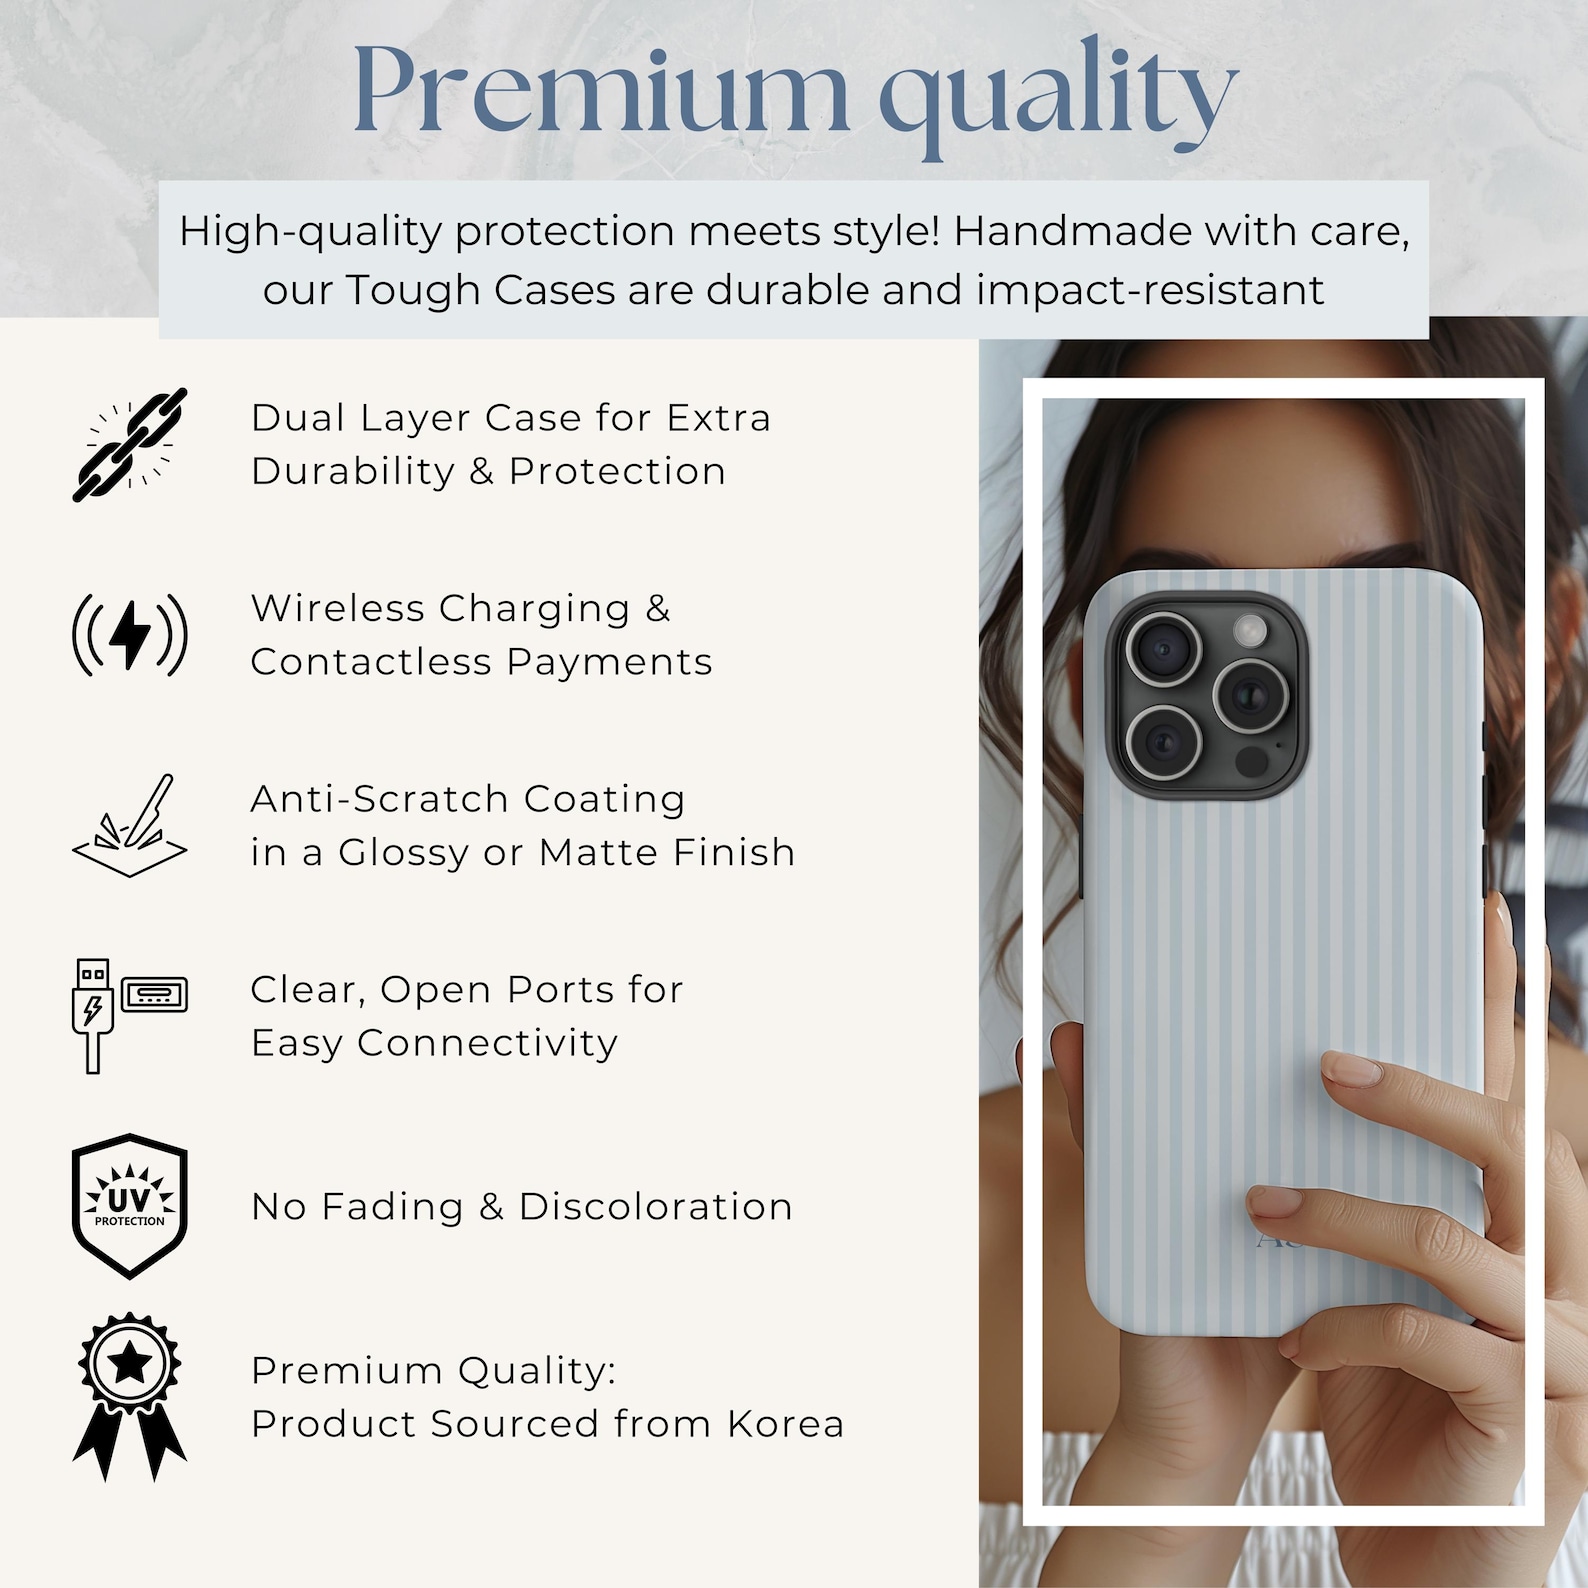 Premium quality
High-quality protection meets style! Handmade with care,
our Tough Cases are durable and impact-resistant
Dual Layer Case for Extra
Durability & Protection
Wireless Charging &
Contactless Payments
Anti-Scratch Coating
in a Glossy or Matte Finish
Clear, Open Ports for
Easy Connectivity
UV
PROTECTION
No Fading & Discoloration
Premium Quality:
Product Sourced from Korea